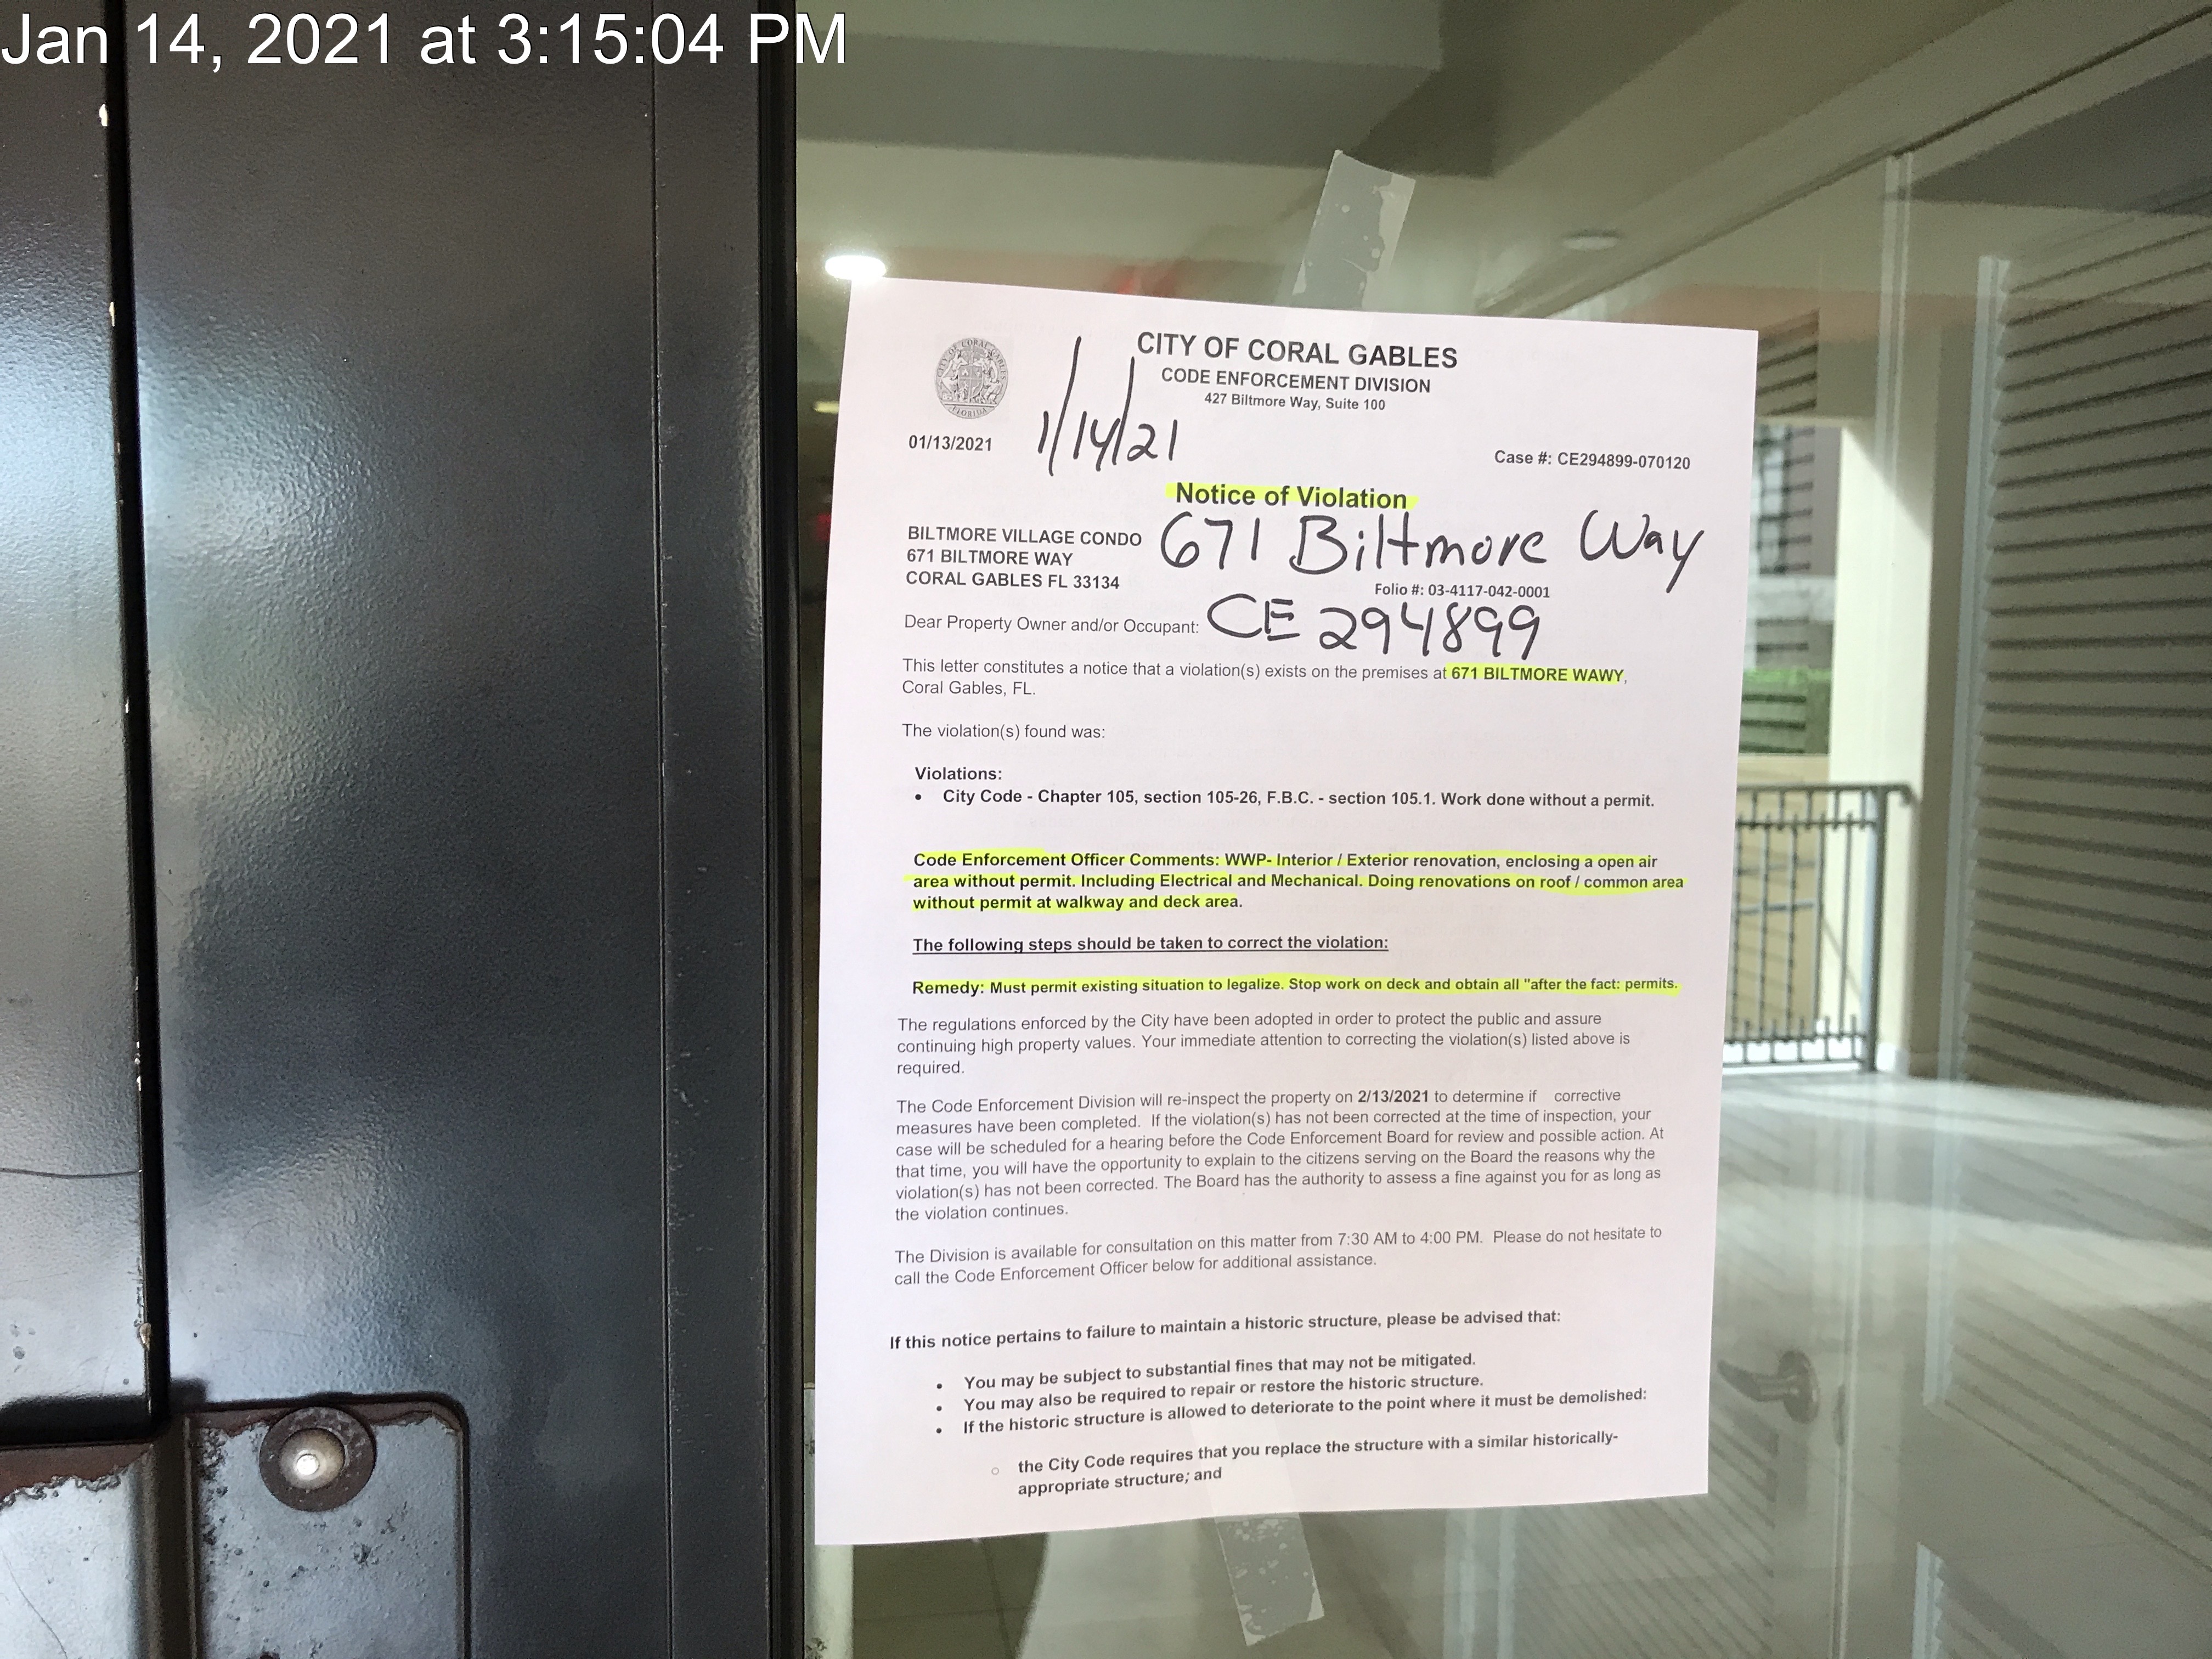 Jan 14, 2021 at 3:15:04 PM
CITY OF CORAL GABLES
CODE ENFORCEMENT DIVISION
427 Biltmore Way, Suite 100
CITY OF CORAL GABLES
FLORIDA
01/13/2021
1/14/21
Case #: CE294899-070120
Notice of Violation
BILTMORE VILLAGE CONDO
671 BILTMORE WAY
CORAL GABLES FL 33134
671 Biltmore Way
Folio #: 03-4117-042-0001
Dear Property Owner and/or Occupant:
CE 294899
This letter constitutes a notice that a violation(s) exists on the premises at 671 BILTMORE WAWY,
Coral Gables, FL.
The violation(s) found was:
Violations:
• City Code - Chapter 105, section 105-26, F.B.C. - section 105.1. Work done without a permit.
Code Enforcement Officer Comments: WWP- Interior / Exterior renovation, enclosing a open air
area without permit. Including Electrical and Mechanical. Doing renovations on roof / common area
without permit at walkway and deck area.
The following steps should be taken to correct the violation:
Remedy: Must permit existing situation to legalize. Stop work on deck and obtain all "after the fact: permits.
The regulations enforced by the City have been adopted in order to protect the public and assure
continuing high property values. Your immediate attention to correcting the violation(s) listed above is
required.
The Code Enforcement Division will re-inspect the property on 2/13/2021 to determine if corrective
measures have been completed. If the violation(s) has not been corrected at the time of inspection, your
case will be scheduled for a hearing before the Code Enforcement Board for review and possible action. At
that time, you will have the opportunity to explain to the citizens serving on the Board the reasons why the
violation(s) has not been corrected. The Board has the authority to assess a fine against you for as long as
the violation continues.
The Division is available for consultation on this matter from 7:30 AM to 4:00 PM. Please do not hesitate to
call the Code Enforcement Officer below for additional assistance.
If this notice pertains to failure to maintain a historic structure, please be advised that:
• You may be subject to substantial fines that may not be mitigated.
• You may also be required to repair or restore the historic structure.
• If the historic structure is allowed to deteriorate to the point where it must be demolished:
○ the City Code requires that you replace the structure with a similar historically-
appropriate structure; and